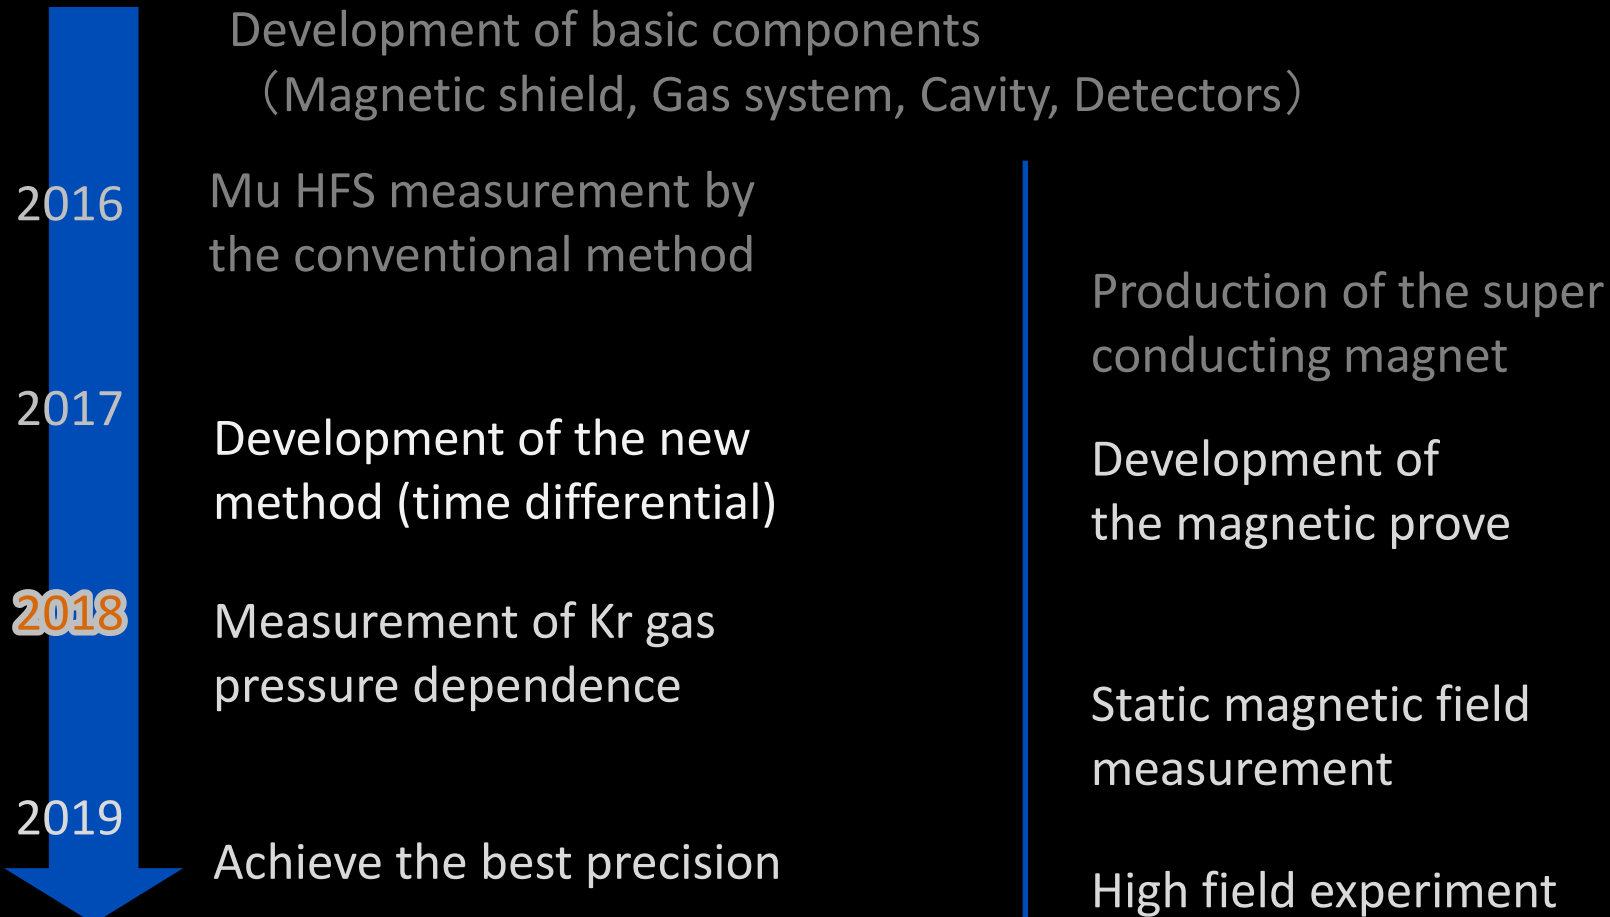 Development of basic components
（Magnetic shield, Gas system, Cavity, Detectors）
2016
Mu HFS measurement by
the conventional method
Production of the super
conducting magnet
2017
Development of the new
method (time differential)
Development of
the magnetic prove
2018
Measurement of Kr gas
pressure dependence
Static magnetic field
measurement
2019
Achieve the best precision
High field experiment